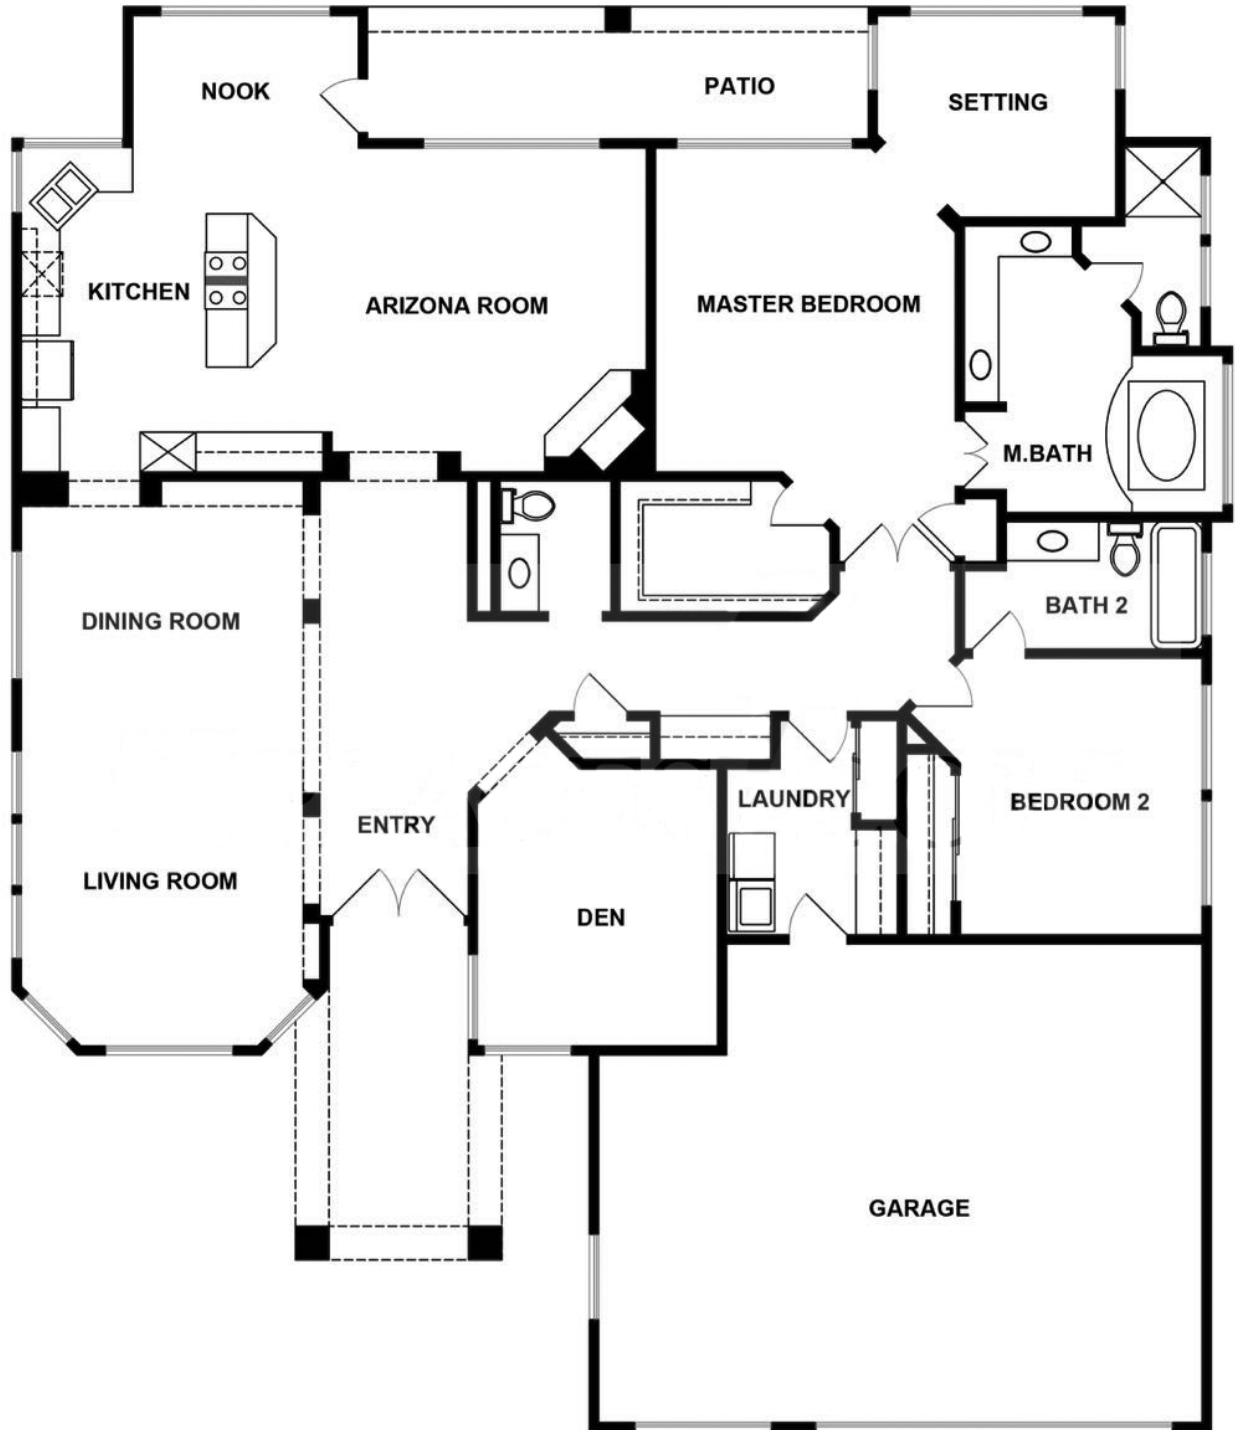 NOOK
PATIO
SETTING
KITCHEN
ARIZONA ROOM
MASTER BEDROOM
M.BATH
DINING ROOM
BATH 2
ENTRY
LAUNDRY
BEDROOM 2
LIVING ROOM
DEN
GARAGE